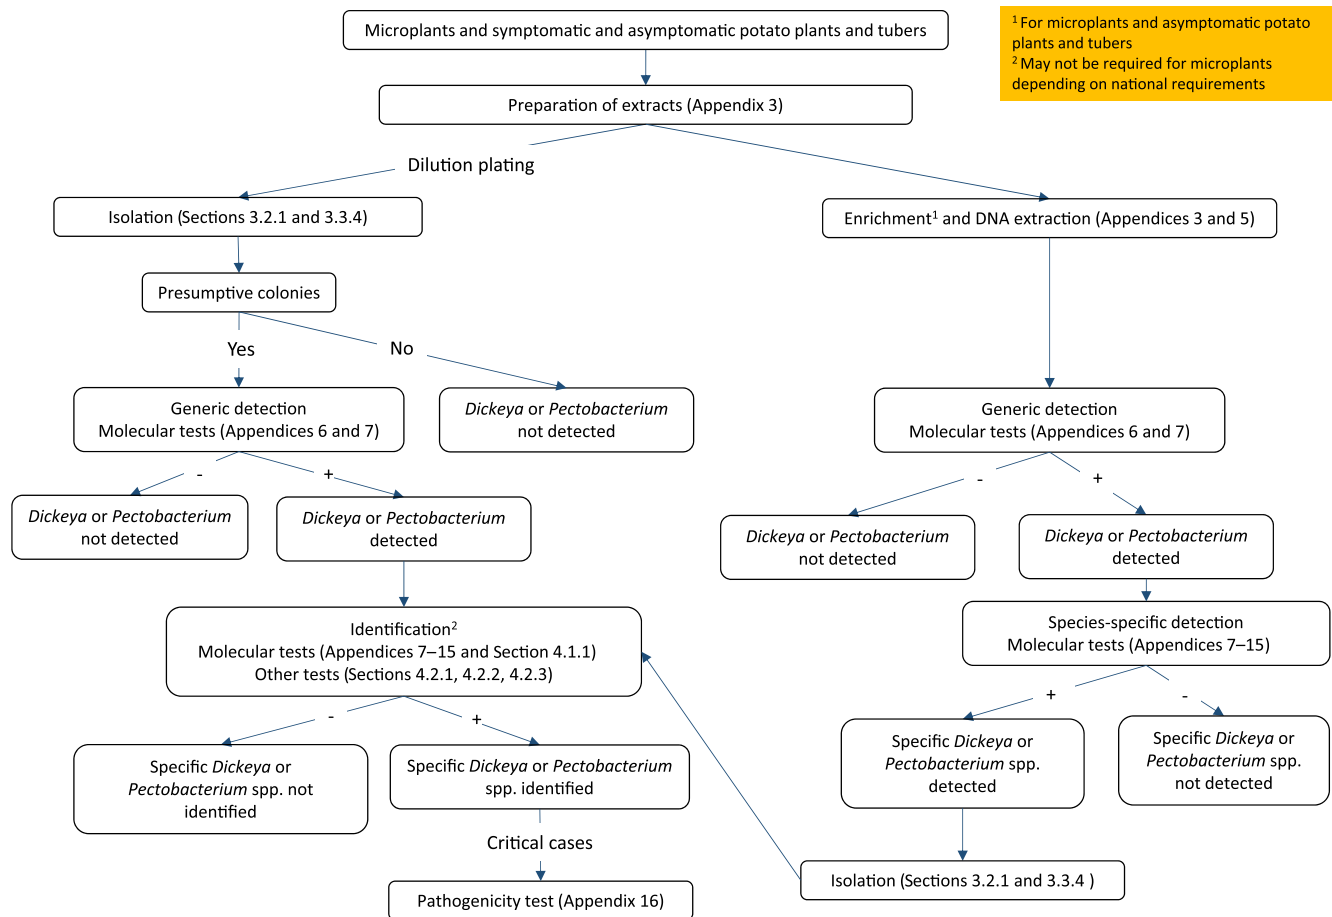 Microplants and symptomatic and asymptomatic potato plants and tubers
¹ For microplants and asymptomatic potato
plants and tubers
² May not be required for microplants
depending on national requirements
Preparation of extracts (Appendix 3)
Dilution plating
Isolation (Sections 3.2.1 and 3.3.4)
Enrichment¹ and DNA extraction (Appendices 3 and 5)
Presumptive colonies
Yes
No
Generic detection
Molecular tests (Appendices 6 and 7)
Dickeya or Pectobacterium
not detected
Generic detection
Molecular tests (Appendices 6 and 7)
-
+
-
+
Dickeya or Pectobacterium
not detected
Dickeya or Pectobacterium
detected
Dickeya or Pectobacterium
not detected
Dickeya or Pectobacterium
detected
Identification²
Molecular tests (Appendices 7–15 and Section 4.1.1)
Other tests (Sections 4.2.1, 4.2.2, 4.2.3)
Species-specific detection
Molecular tests (Appendices 7–15)
-
+
+
-
Specific Dickeya or
Pectobacterium spp. not
identified
Specific Dickeya or Pectobacterium
spp. identified
Specific Dickeya or
Pectobacterium spp.
detected
Specific Dickeya or
Pectobacterium spp.
not detected
Critical cases
Pathogenicity test (Appendix 16)
Isolation (Sections 3.2.1 and 3.3.4 )